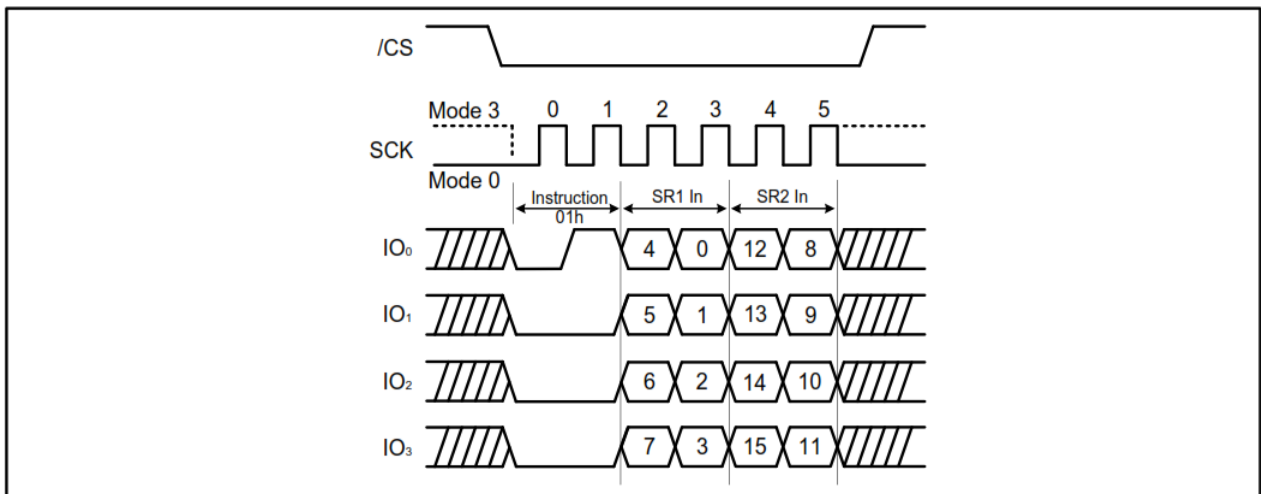 /CS
Mode 3 0 1 2 3 4 5
SCK
Mode 0
Instruction SR1 In SR2 In
01h
IO₀ 4 0 12 8
IO₁ 5 1 13 9
IO₂ 6 2 14 10
IO₃ 7 3 15 11